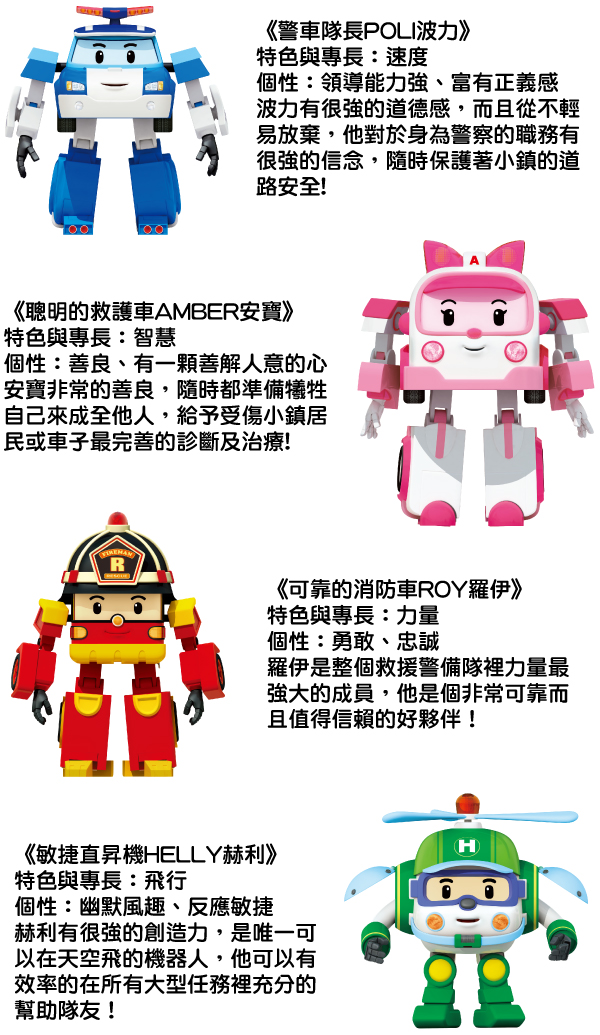 《警車隊長POLI波力》
特色與專長：速度
個性：領導能力強、富有正義感
波力有很強的道德感，而且從不輕
易放棄，他對於身為警察的職務有
很強的信念，隨時保護著小鎮的道
路安全!
A
《聰明的救護車AMBER安寶》
特色與專長：智慧
個性：善良、有一顆善解人意的心
安寶非常的善良，隨時都準備犧牲
自己來成全他人，給予受傷小鎮居
民或車子最完善的診斷及治療!
FIREMAN
R
RESCUE
《可靠的消防車ROY羅伊》
特色與專長：力量
個性：勇敢、忠誠
羅伊是整個救援警備隊裡力量最
強大的成員，他是個非常可靠而
且值得信賴的好夥伴！
H
《敏捷直昇機HELLY赫利》
特色與專長：飛行
個性：幽默風趣、反應敏捷
赫利有很強的創造力，是唯一可
以在天空飛的機器人，他可以有
效率的在所有大型任務裡充分的
幫助隊友！